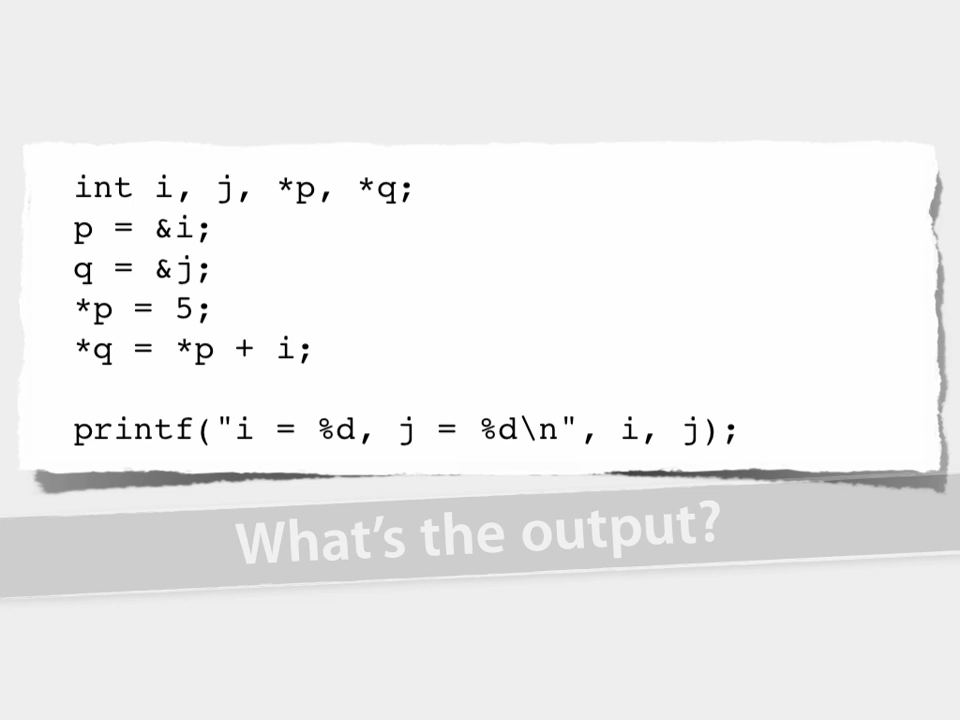 int i, j, *p, *q;
p = &i;
q = &j;
*p = 5;
*q = *p + i;
printf("i = %d, j = %d\n", i, j);
What’s the output?